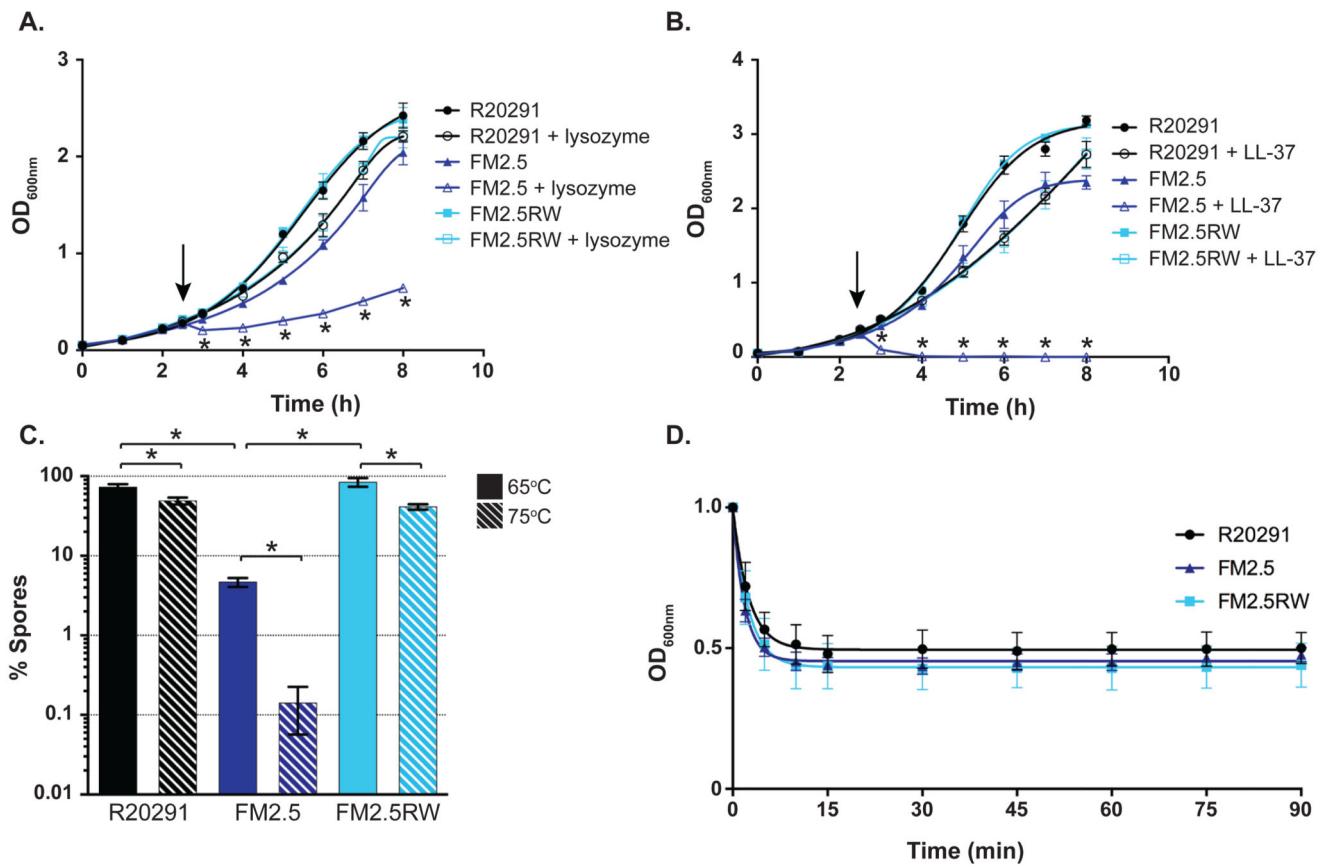 A.
3
2
1
0
OD600nm
0
2
4
6
8
10
Time (h)
*
*
*
*
*
*
R20291
R20291 + lysozyme
FM2.5
FM2.5 + lysozyme
FM2.5RW
FM2.5RW + lysozyme
B.
4
3
2
1
0
OD600nm
0
2
4
6
8
10
Time (h)
*
*
*
*
*
*
R20291
R20291 + LL-37
FM2.5
FM2.5 + LL-37
FM2.5RW
FM2.5RW + LL-37
C.
100
10
1
0.1
0.01
% Spores
*
*
*
*
*
R20291
FM2.5
FM2.5RW
65°C
75°C
D.
1.0
0.5
0
OD600nm
0
15
30
45
60
75
90
Time (min)
R20291
FM2.5
FM2.5RW